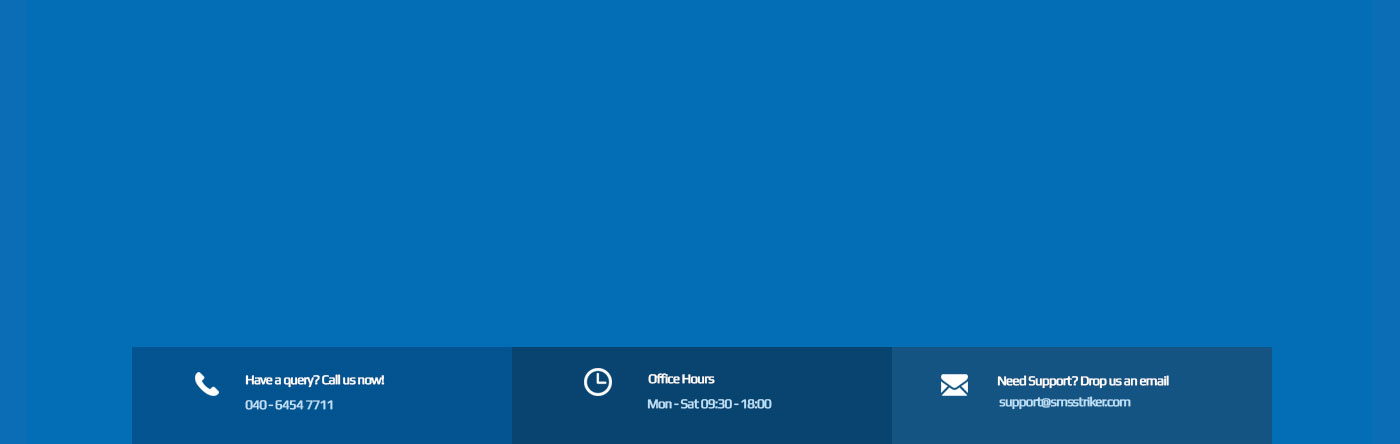 Have a query? Call us now!
040 - 6454 7711
Office Hours
Mon - Sat 09:30 - 18:00
Need Support? Drop us an email
support@smsstriker.com